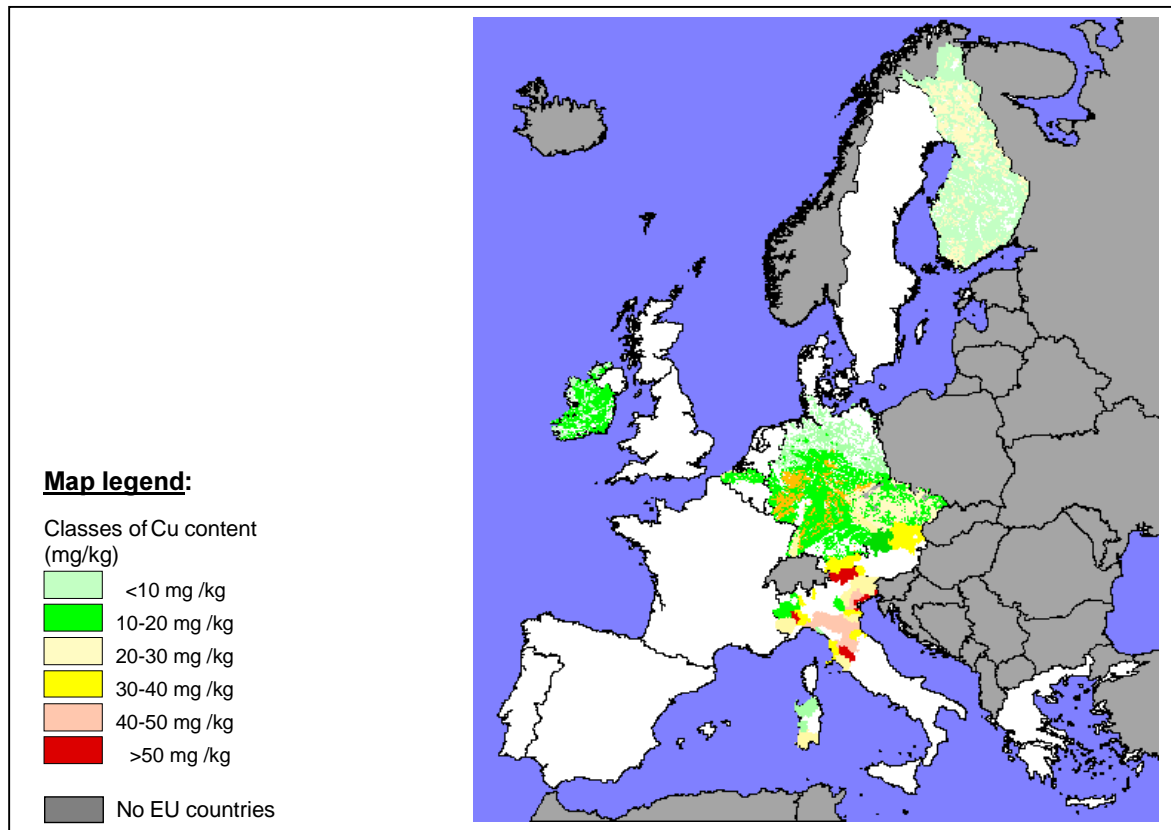 Map legend:
Classes of Cu content
(mg/kg)
<10 mg /kg
10-20 mg /kg
20-30 mg /kg
30-40 mg /kg
40-50 mg /kg
>50 mg /kg
No EU countries